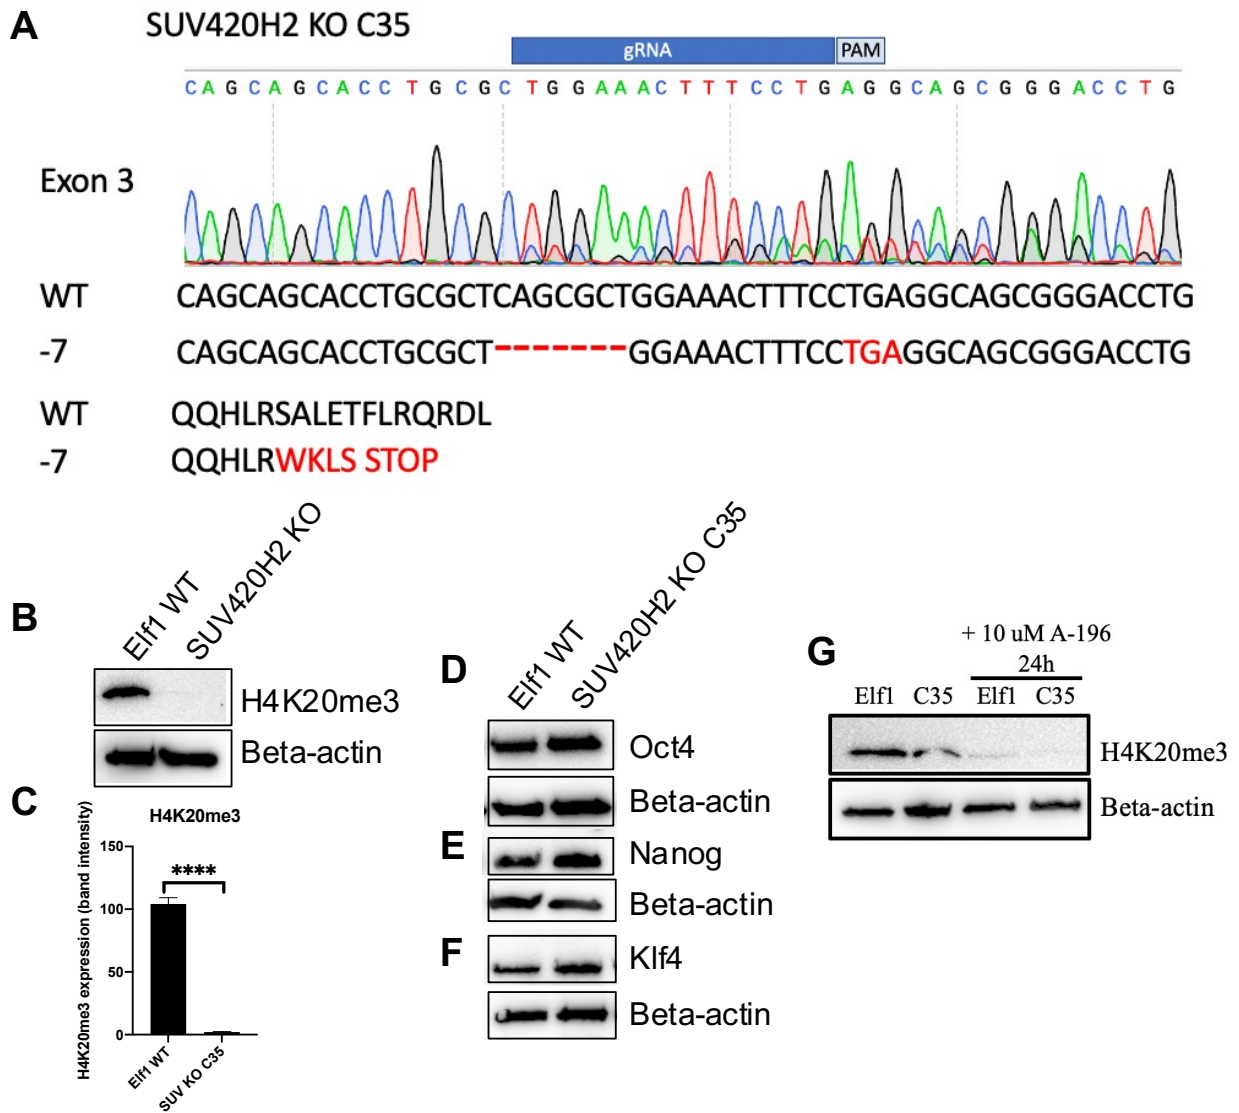 A
SUV420H2 KO C35
gRNA
PAM
C A G C A G C A C C T G C G C T G G A A A C T T T C C T G A G G C A G C G G G A C C T G
Exon 3
WT CAGCAGCACCTGCGCTCAGCGCTGGAAACTTTCCTGAGGCAGCGGGACCTG
-7 CAGCAGCACCTGCGCT-------GGAAACTTTCCTGAGGCAGCGGGACCTG
WT QQHLRSALETFLRQRDL
-7 QQHLRWKLS STOP
B
Elf1 WT
SUV420H2 KO
H4K20me3
Beta-actin
C
H4K20me3
H4K20me3 expression (band intensity)
150
100
50
0
****
Elf1 WT
SUV KO C35
D
Elf1 WT
SUV420H2 KO C35
Oct4
Beta-actin
E
Nanog
Beta-actin
F
Klf4
Beta-actin
G
+ 10 uM A-196
24h
Elf1 C35 Elf1 C35
H4K20me3
Beta-actin